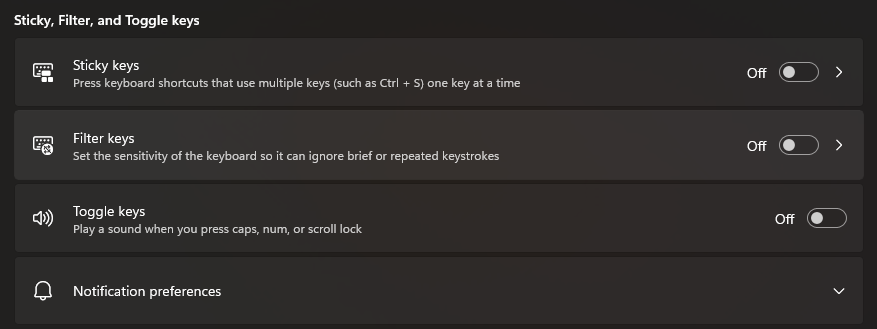 Sticky, Filter, and Toggle keys
Sticky keys
Off
Press keyboard shortcuts that use multiple keys (such as Ctrl + S) one key at a time
Filter keys
Off
Set the sensitivity of the keyboard so it can ignore brief or repeated keystrokes
Toggle keys
Off
Play a sound when you press caps, num, or scroll lock
Notification preferences